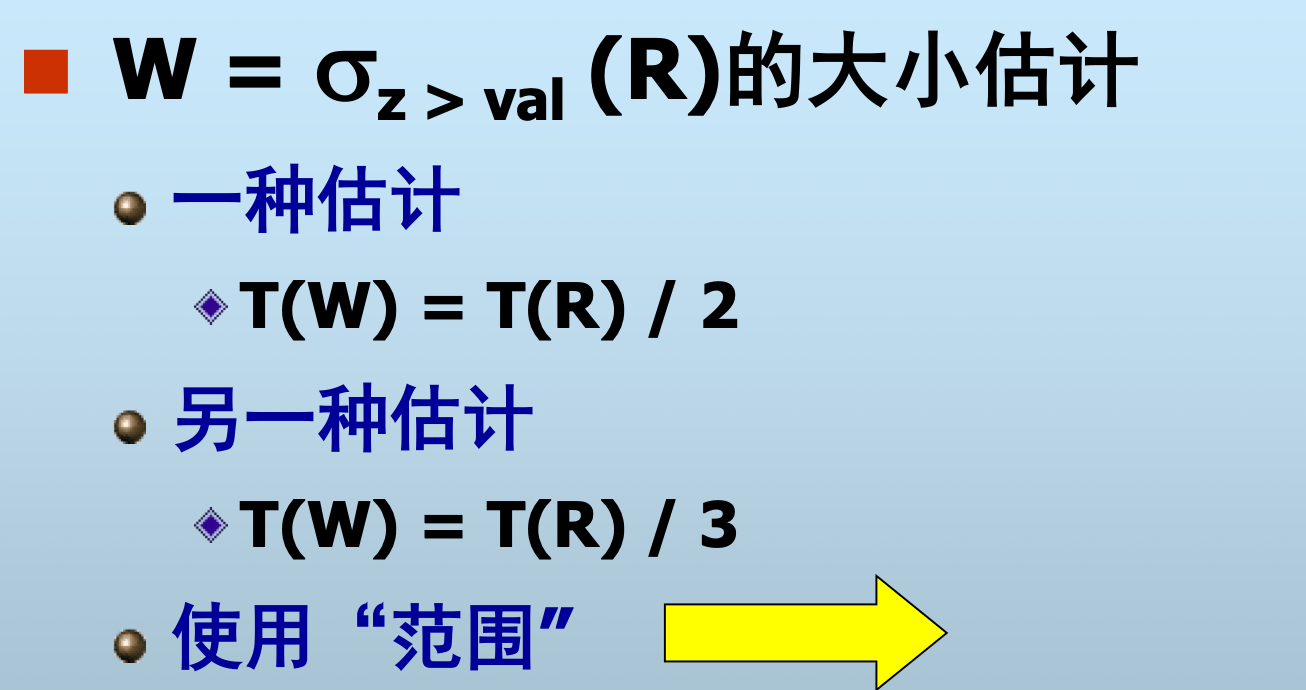 W = σz > val (R)的大小估计
一种估计
T(W) = T(R) / 2
另一种估计
T(W) = T(R) / 3
使用“范围”